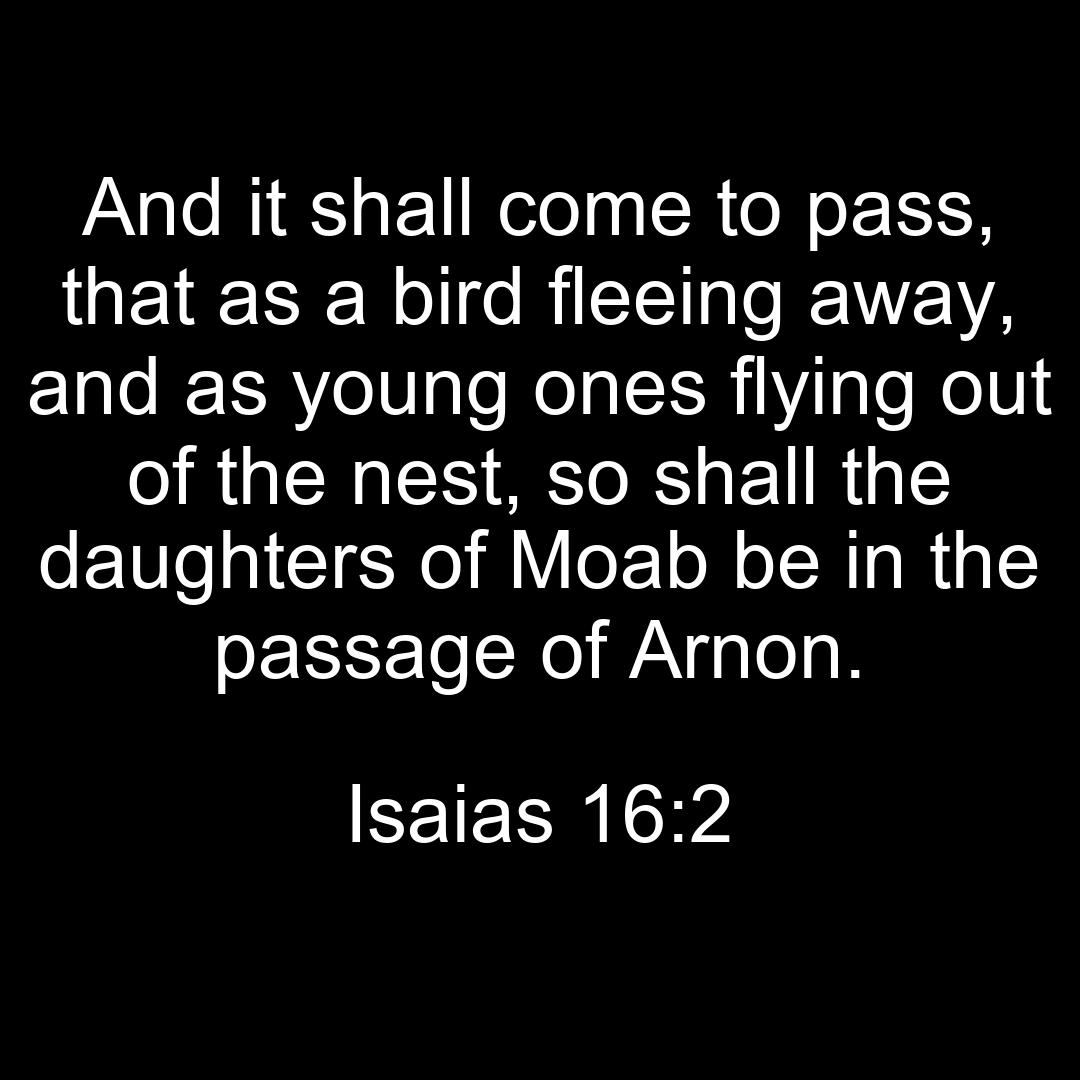 And it shall come to pass,
that as a bird fleeing away,
and as young ones flying out
of the nest, so shall the
daughters of Moab be in the
passage of Arnon.
Isaias 16:2